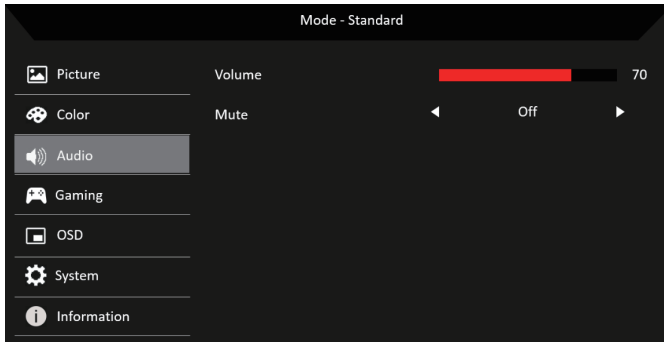 Mode - Standard
Picture
Volume
70
Color
Mute
Off
Audio
Gaming
OSD
System
Information